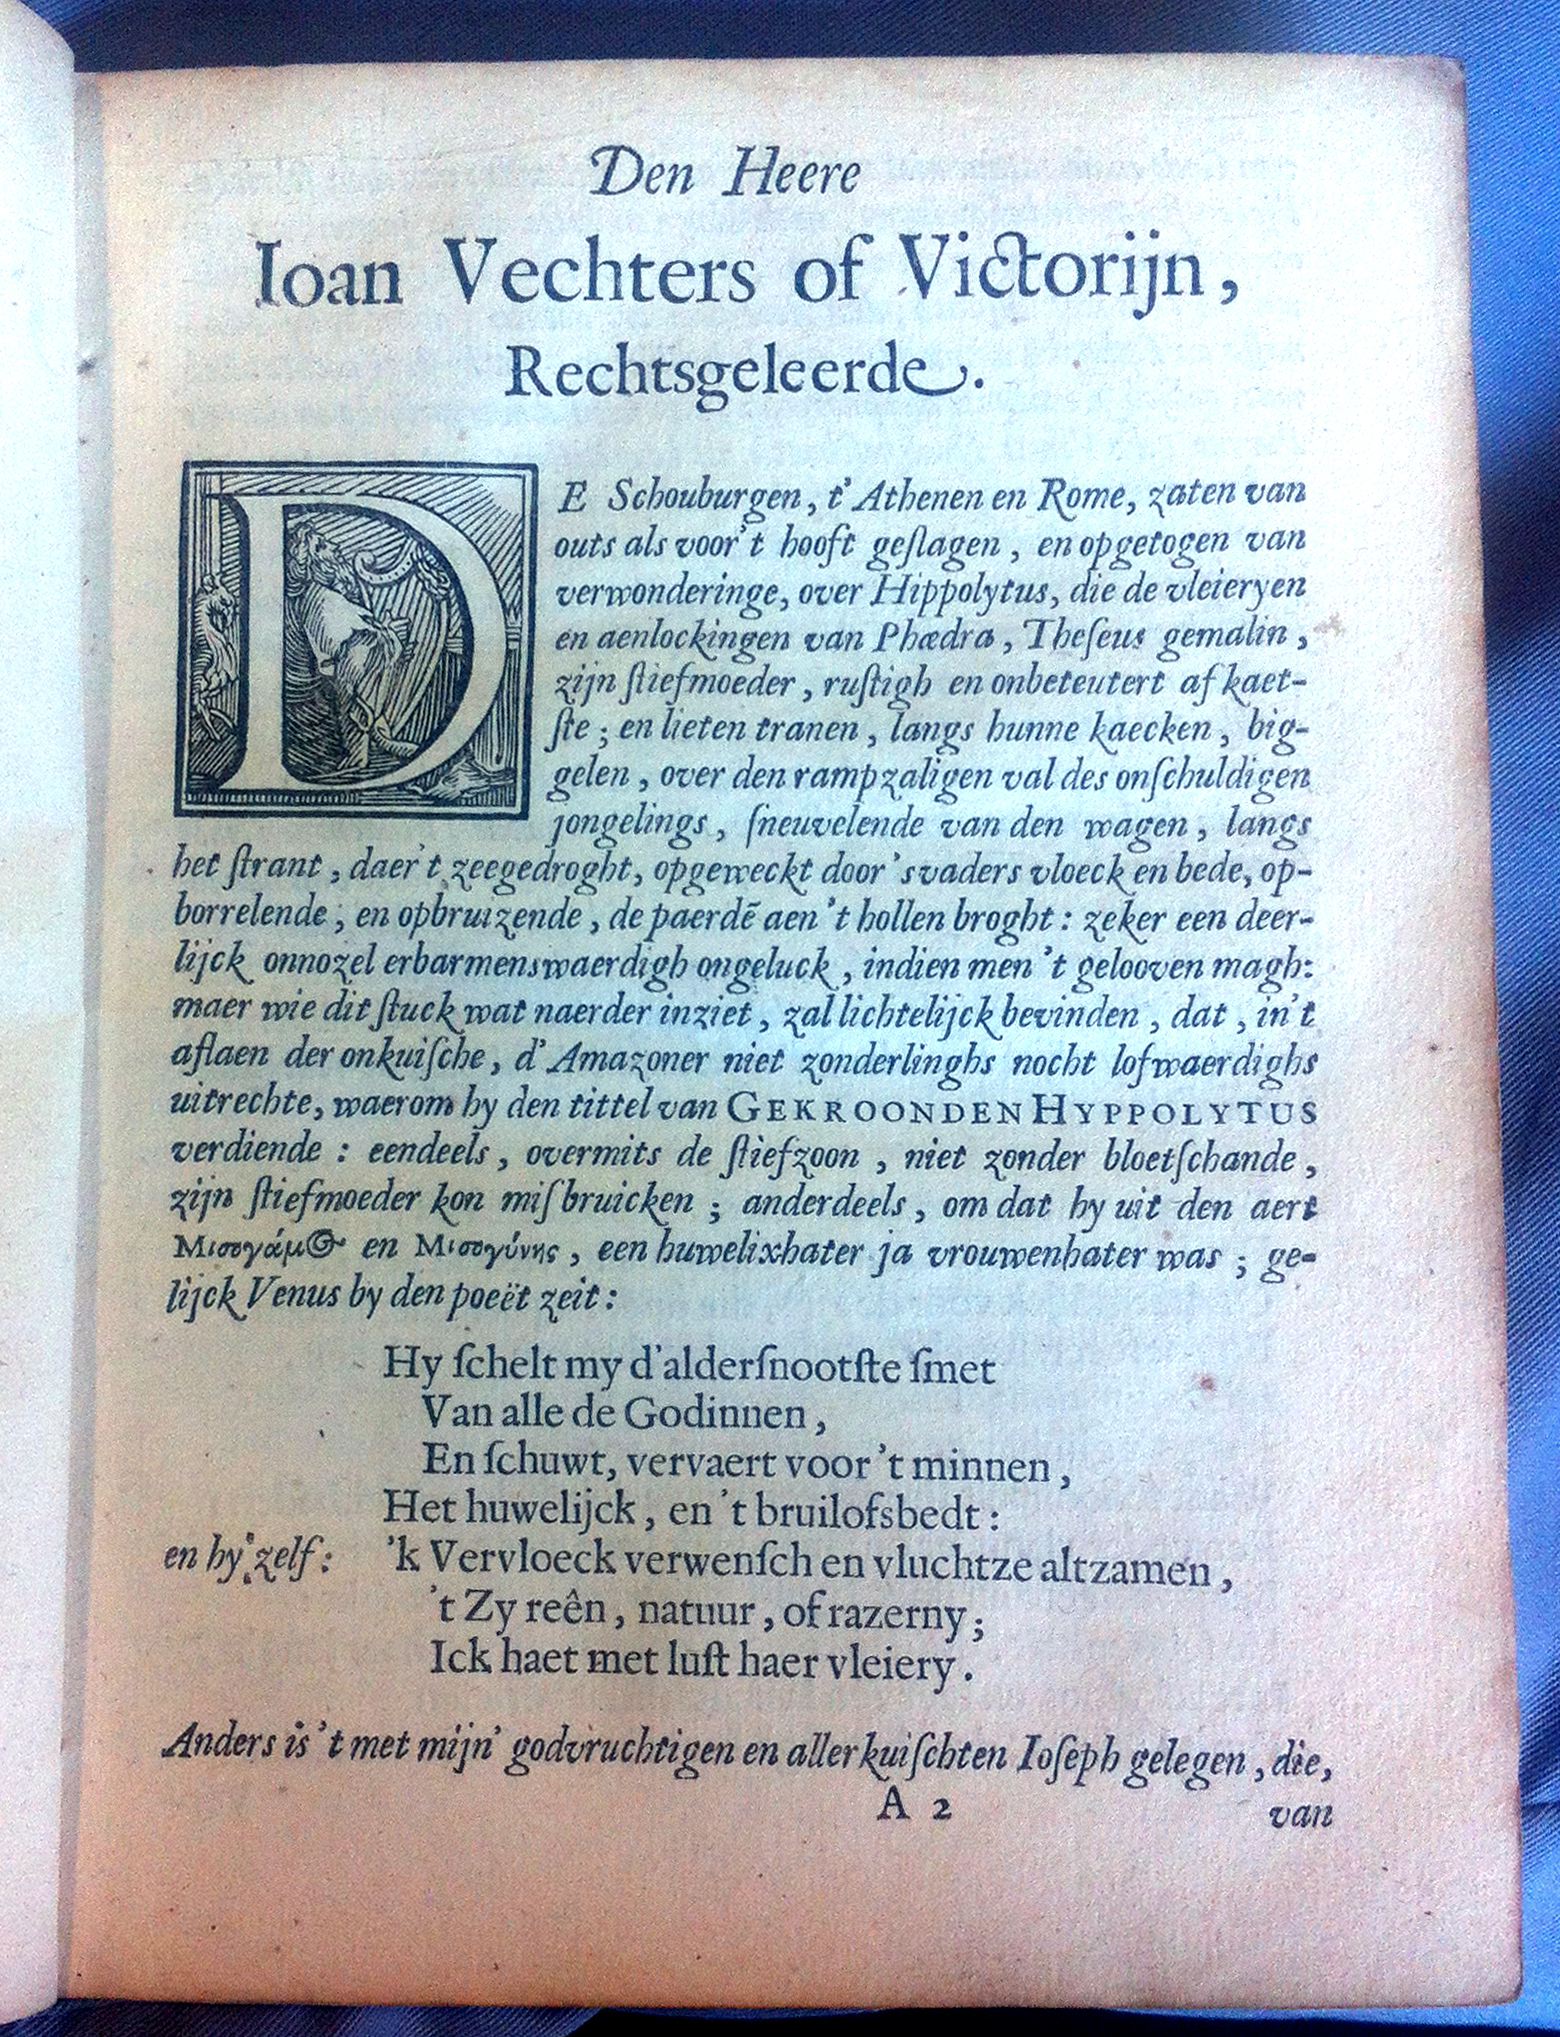 Den Heere
Ioan Vechters of Victorijn,
Rechtsgeleerde.
DE Schouburgen, t' Athenen en Rome, zaten van
outs als voor't hooft geſlagen, en opgetogen van
verwonderinge, over Hippolytus, die de vleieryen
en aenlockingen van Phædra, Theſeus gemalin,
zijn ſtiefmoeder, ruſtigh en onbeteutert af kaet-
ſte; en lieten tranen, langs hunne kaecken, big-
gelen, over den rampzaligen val des onſchuldigen
jongelings, ſneuvelende van den wagen, langs
het ſtrant, daer't zeegedroght, opgeweckt door 'svaders vloeck en bede, op-
borrelende, en opbruizende, de paerdē aen 't hollen broght: zeker een deer-
lijck onnozel erbarmenswaerdigh ongeluck, indien men 't gelooven magh:
maer wie dit ſtuck wat naerder inziet, zal lichtelijck bevinden, dat, in't
aflaen der onkuiſche, d' Amazoner niet zonderlinghs nocht lofwaerdighs
uitrechte, waerom hy den tittel van GEKROONDEN HYPPOLYTUS
verdiende: eendeels, overmits de ſtiefzoon, niet zonder bloetſchande,
zijn ſtiefmoeder kon miſbruicken; anderdeels, om dat hy uit den aert
Μισογάμος en Μισογύνης, een huwelixhater ja vrouwenhater was; ge-
lijck Venus by den poeët zeit:
Hy ſchelt my d'alderſnootſte ſmet
Van alle de Godinnen,
En ſchuwt, vervaert voor 't minnen,
Het huwelijck, en 't bruilofsbedt:
en hy zelf: 'k Vervloeck verwenſch en vluchtze altzamen,
't Zy reên, natuur, of razerny;
Ick haet met luſt haer vleiery.
Anders is 't met mijn' godvruchtigen en allerkuiſchten Ioſeph gelegen, die,
A 2
van